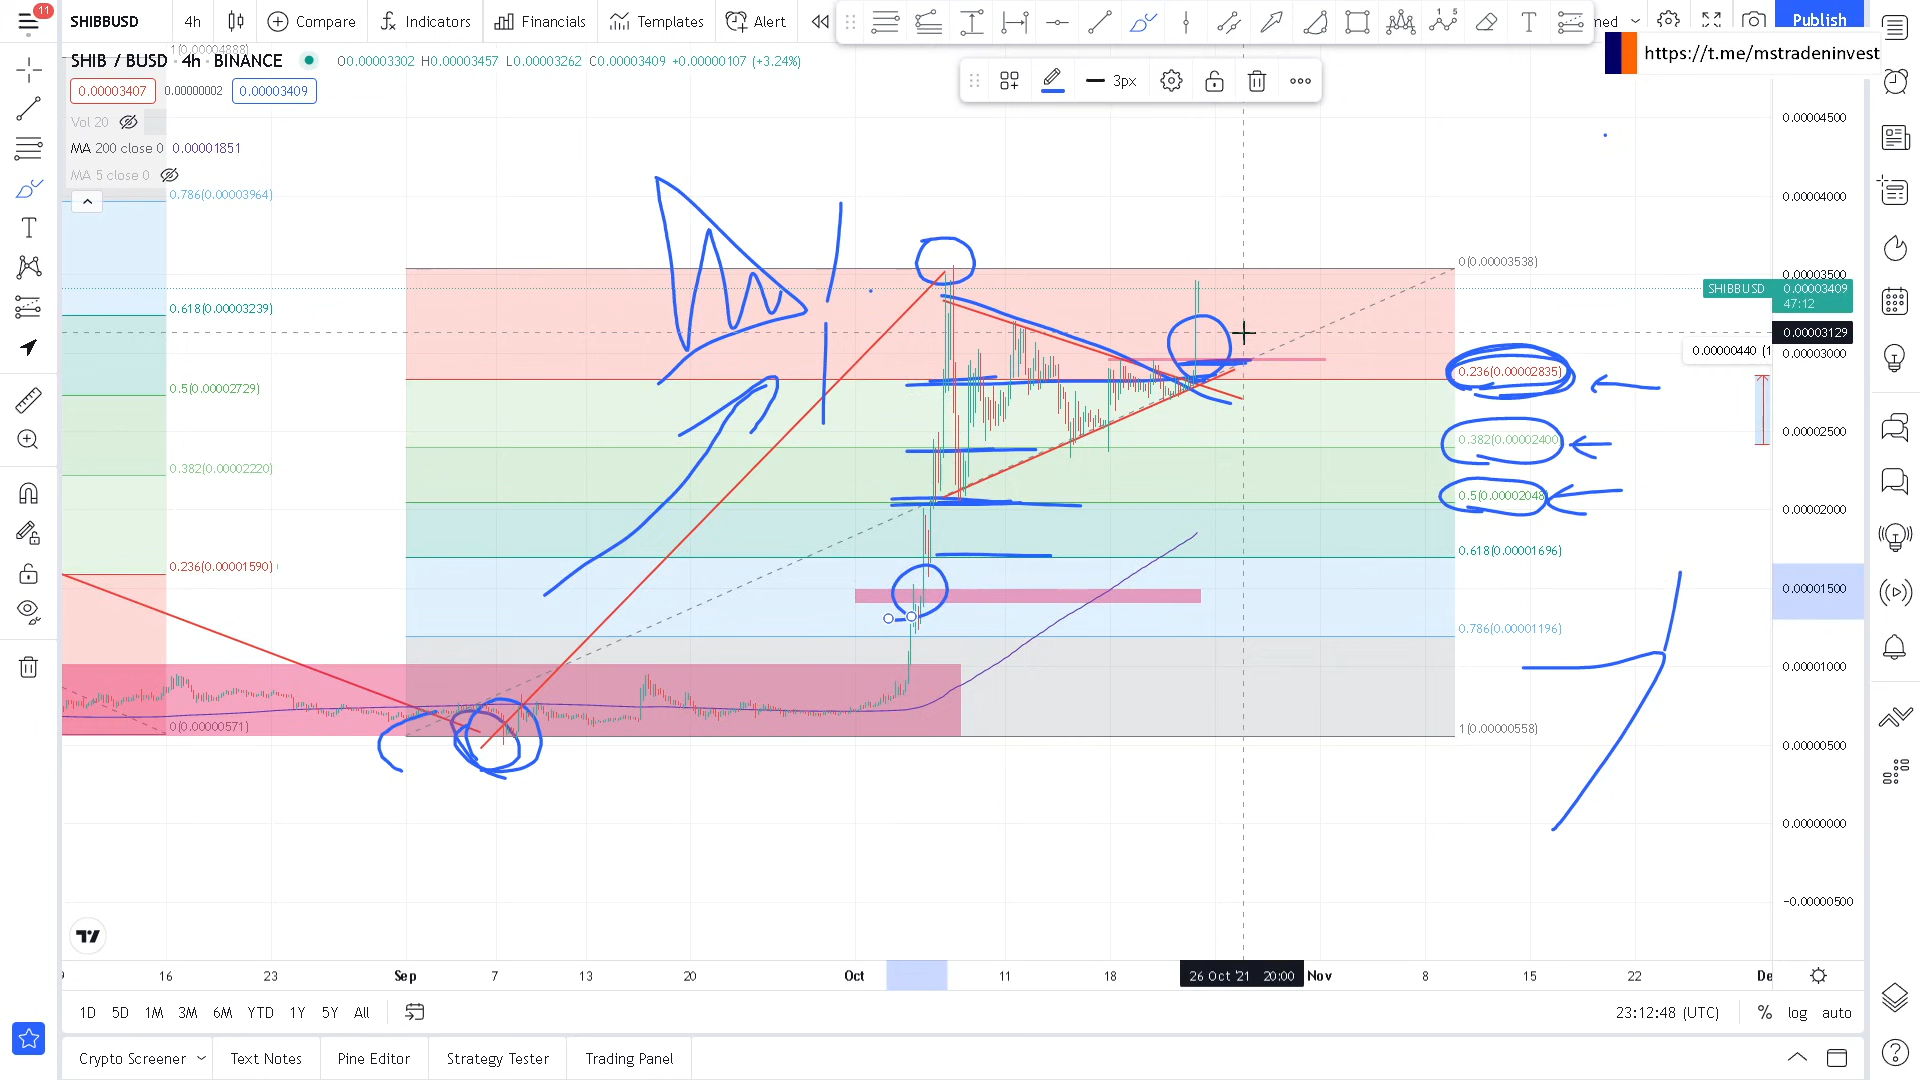 11
SHIBBUSD
4h
Compare
Indicators
Financials
Templates
Alert
Publish
https://t.me/mstradeninvest
1(0.00004888)
SHIB / BUSD · 4h · BINANCE
O0.00003302 H0.00003457 L0.00003262 C0.00003409 +0.00000107 (+3.24%)
3px
0.00003407
0.00000002
0.00003409
Vol 20
MA 200 close 0 0.00001851
MA 5 close 0
0.786(0.00003964)
0.618(0.00003239)
0.5(0.00002729)
0.382(0.00002220)
0.236(0.00001590)
0(0.00000571)
0(0.00003538)
0.236(0.00002835)
0.382(0.00002400)
0.5(0.00002048)
0.618(0.00001696)
0.786(0.00001196)
1(0.00000558)
0.00004500
0.00004000
0.00003500
SHIBBUSD 0.00003409
47:12
0.00003129
0.00000440 (1
0.00003000
0.00002500
0.00002000
0.00001500
0.00001000
0.00000500
0.00000000
−0.00000500
16 23 Sep 7 13 20 Oct 11 18 26 Oct '21 20:00 Nov 8 15 22 De
1D 5D 1M 3M 6M YTD 1Y 5Y All
23:12:48 (UTC) % log auto
Crypto Screener Text Notes Pine Editor Strategy Tester Trading Panel